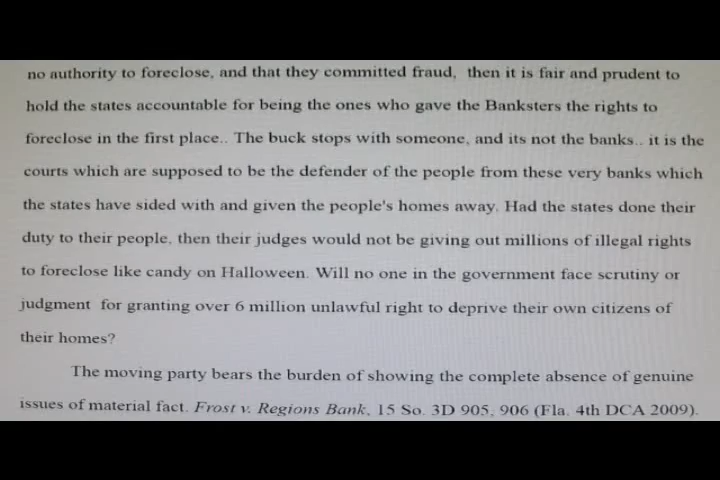 no authority to foreclose, and that they committed fraud, then it is fair and prudent to
hold the states accountable for being the ones who gave the Banksters the rights to
foreclose in the first place.. The buck stops with someone, and its not the banks.. it is the
courts which are supposed to be the defender of the people from these very banks which
the states have sided with and given the people's homes away. Had the states done their
duty to their people, then their judges would not be giving out millions of illegal rights
to foreclose like candy on Halloween. Will no one in the government face scrutiny or
judgment for granting over 6 million unlawful right to deprive their own citizens of
their homes?
The moving party bears the burden of showing the complete absence of genuine
issues of material fact. Frost v. Regions Bank, 15 So. 3D 905, 906 (Fla. 4th DCA 2009).